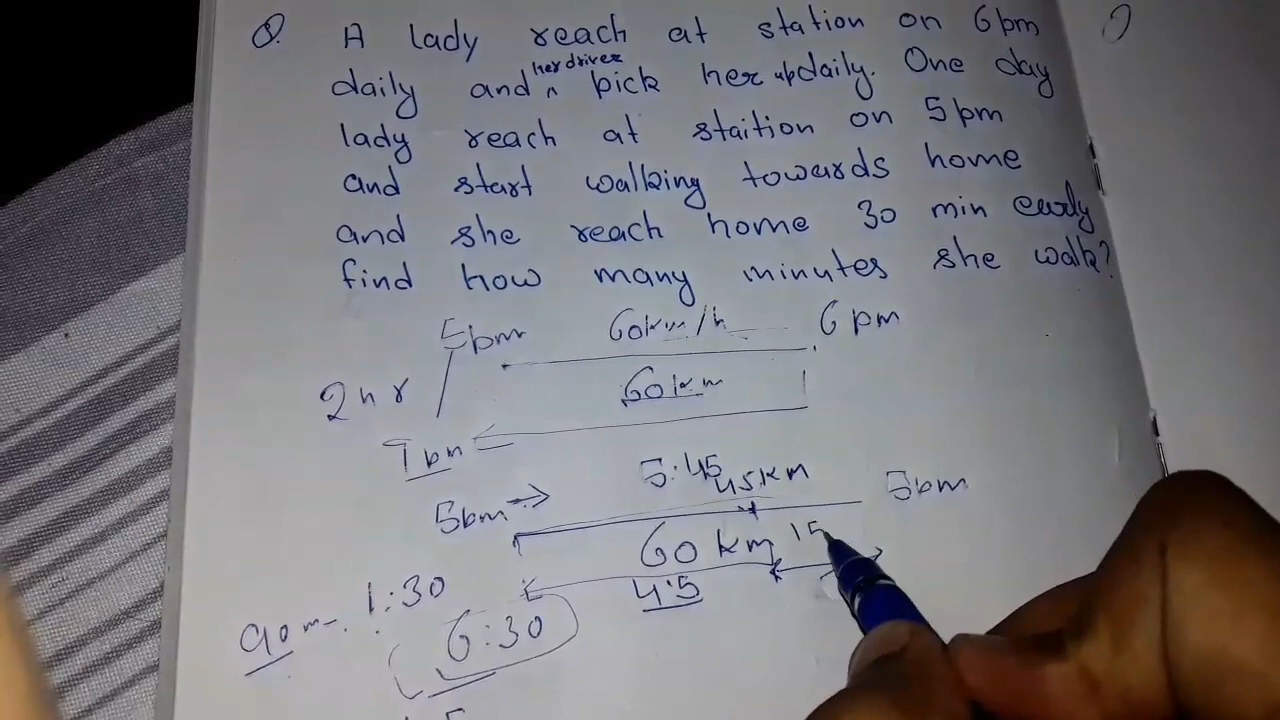 Q. A lady reach at station on 6pm
daily and her driver pick her up daily. One day
lady reach at staition on 5pm
and start walking towards home
and she reach home 30 min early
find how many minutes she walk?
5pm 60km/h 6pm
2hr 60km
7pm
5:45 45km 5pm
5pm
60km 15
1:30 45
90m 6:30